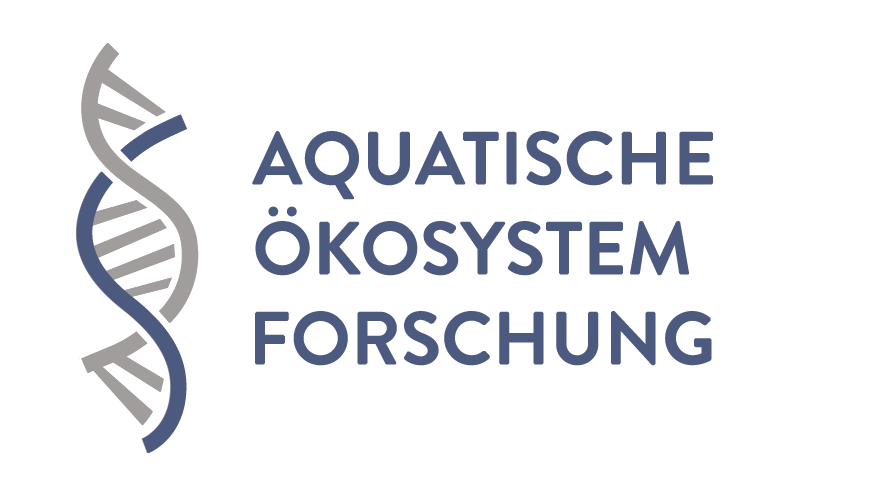 AQUATISCHE
ÖKOSYSTEM
FORSCHUNG